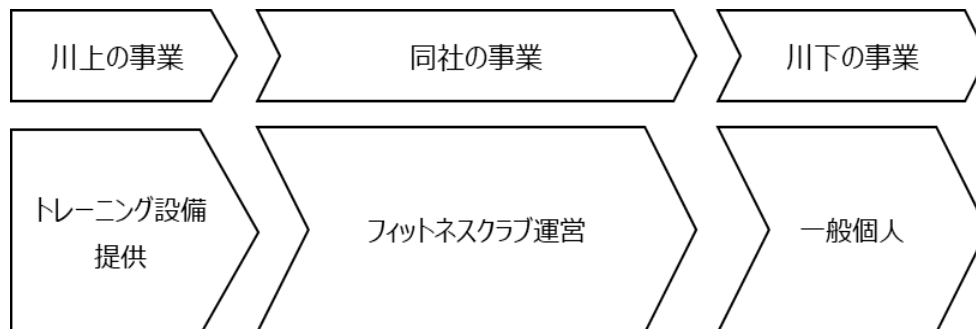 川上の事業
同社の事業
川下の事業
トレーニング設備
提供
フィットネスクラブ運営
一般個人